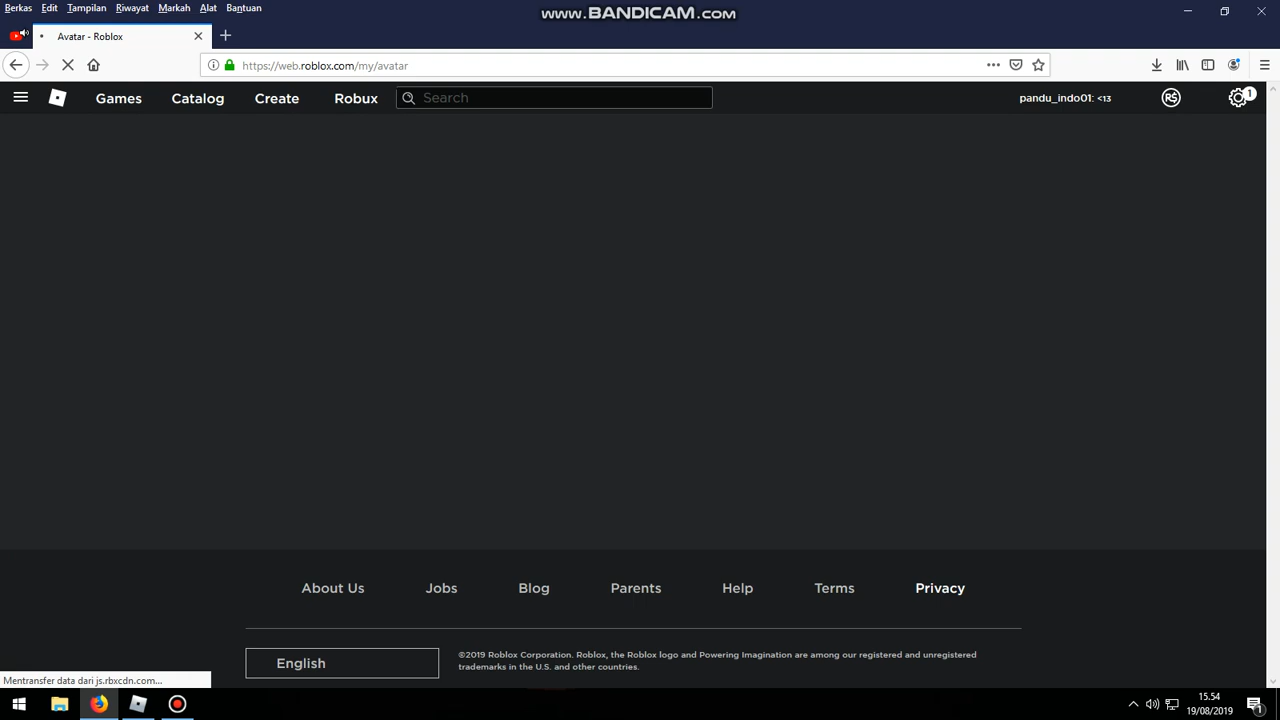 Berkas Edit Tampilan Riwayat Markah Alat Bantuan
www.BANDICAM.com
Avatar - Roblox
https://web.roblox.com/my/avatar
Games Catalog Create Robux Search pandu_indo01: <13 R$ 1
About Us Jobs Blog Parents Help Terms Privacy
English
©2019 Roblox Corporation. Roblox, the Roblox logo and Powering Imagination are among our registered and unregistered
trademarks in the U.S. and other countries.
Mentransfer data dari js.rbxcdn.com...
15.54
19/08/2019
1